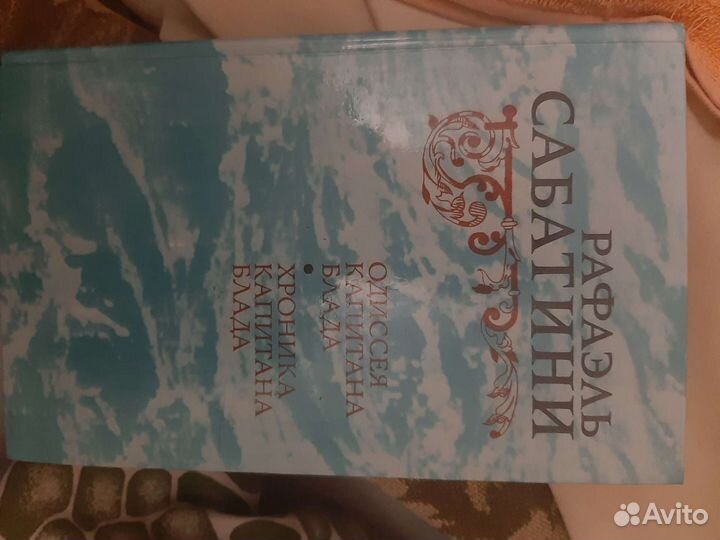 РАФАЭЛЬ
САБАТИНИ
ОДИССЕЯ
КАПИТАНА
БЛАДА
•
ХРОНИКА
КАПИТАНА
БЛАДА
Avito